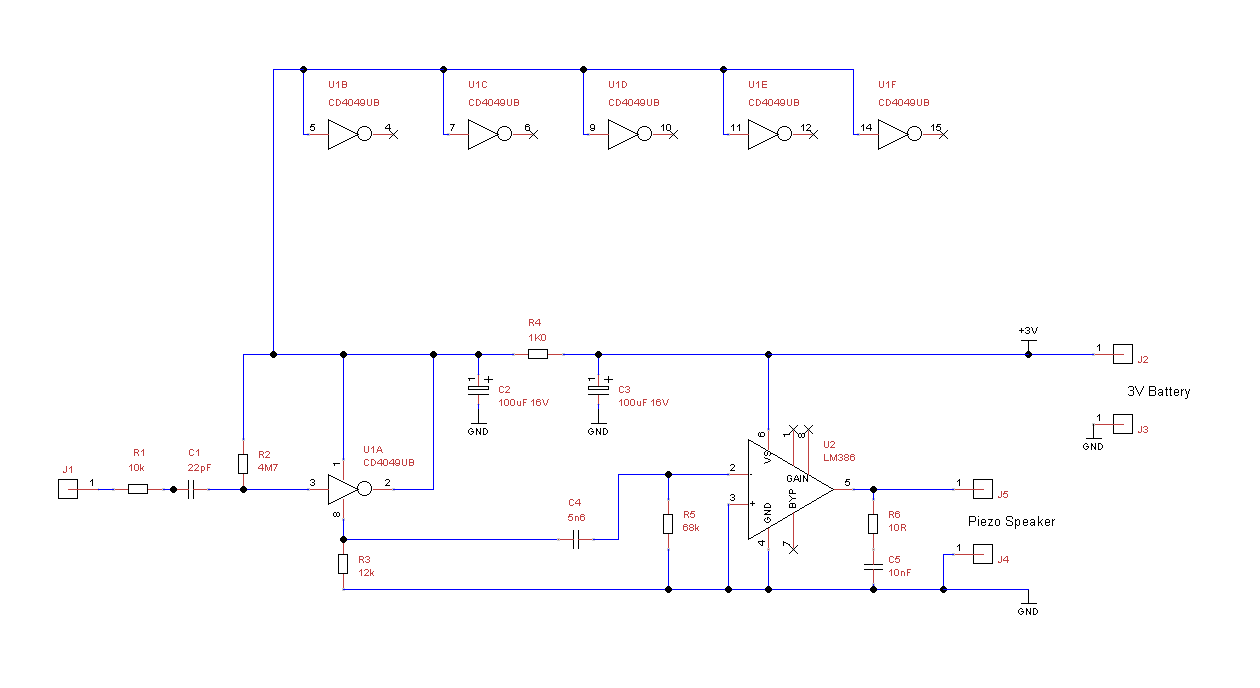 U1B
CD4049UB
5
4
U1C
CD4049UB
7
6
U1D
CD4049UB
9
10
U1E
CD4049UB
11
12
U1F
CD4049UB
14
15
R4
1K0
+3V
1
J2
1
+
C2
100uF 16V
GND
1
+
C3
100uF 16V
GND
3V Battery
1
J3
GND
J1
1
R1
10k
C1
22pF
R2
4M7
U1A
CD4049UB
1
3
2
8
R3
12k
C4
5n6
R5
68k
U2
LM386
6
VS
1
8
GAIN
2
-
3
+
GND
4
BYP
7
5
R6
10R
C5
10nF
1
J5
Piezo Speaker
1
J4
GND